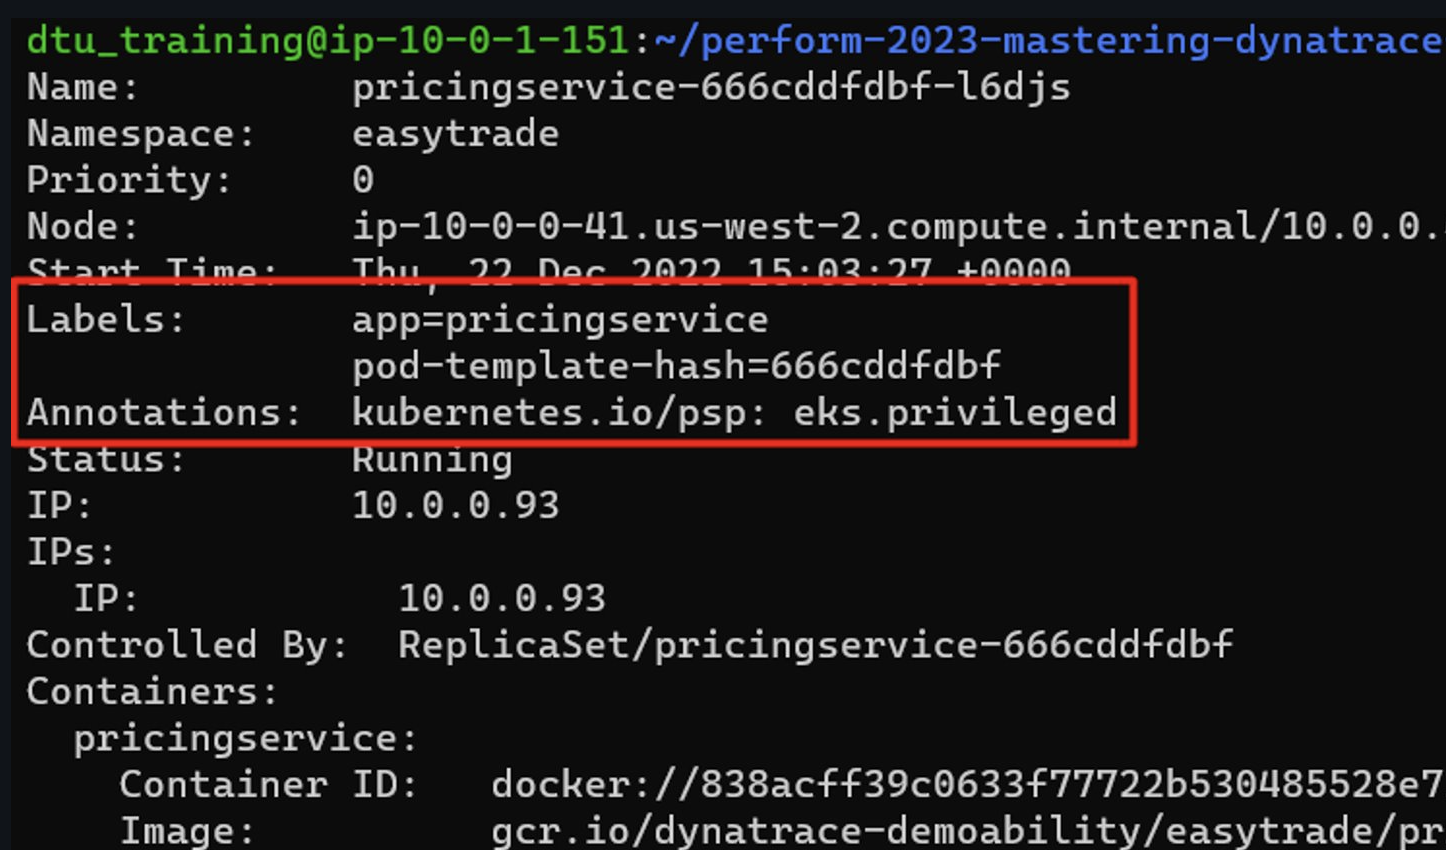 dtu_training@ip-10-0-1-151:~/perform-2023-mastering-dynatrace
Name: pricingservice-666cddfdbf-l6djs
Namespace: easytrade
Priority: 0
Node: ip-10-0-0-41.us-west-2.compute.internal/10.0.0.
Start Time: Thu, 22 Dec 2022 15:03:27 +0000
Labels: app=pricingservice
pod-template-hash=666cddfdbf
Annotations: kubernetes.io/psp: eks.privileged
Status: Running
IP: 10.0.0.93
IPs:
IP: 10.0.0.93
Controlled By: ReplicaSet/pricingservice-666cddfdbf
Containers:
pricingservice:
Container ID: docker://838acff39c0633f77722b530485528e7
Image: gcr.io/dynatrace-demoability/easytrade/pr